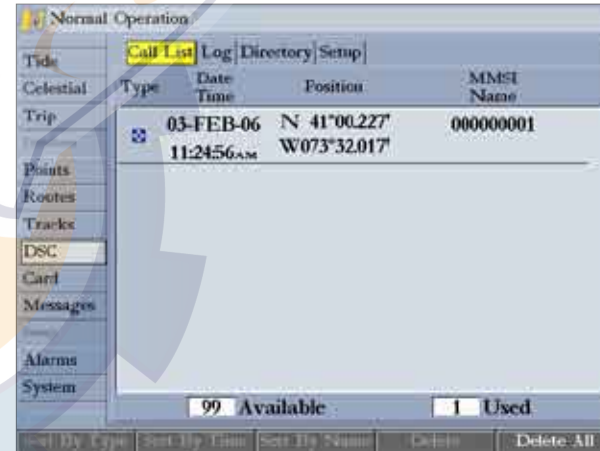 Normal Operation
Call List Log Directory Setup
Tide
Celestial
Trip
Points
Routes
Tracks
DSC
Card
Messages
Alarms
System
Type Date Time Position MMSI Name
03-FEB-06 N 41°00.227' 000000001
11:24:56AM W073°32.017'
99 Available 1 Used
Sort By Type Sort By Time Sort By Name Delete Delete All